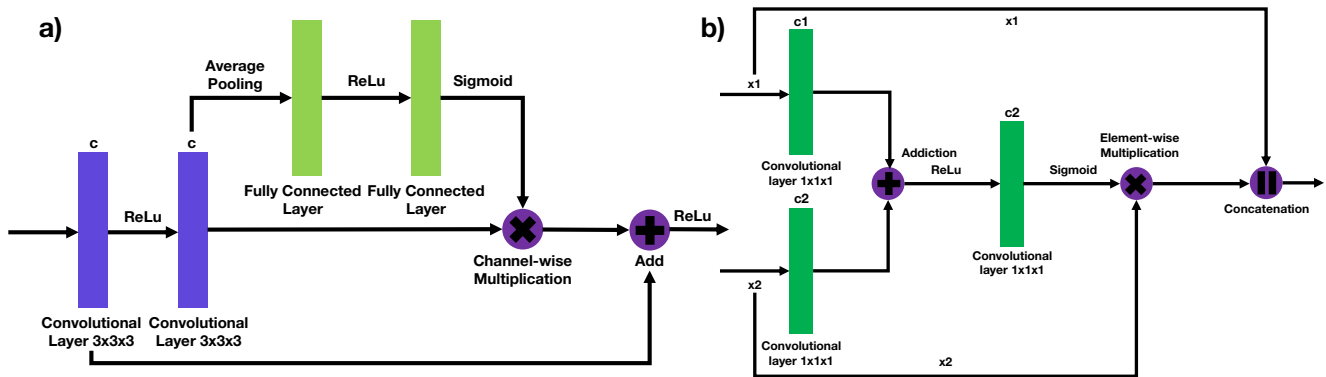 a)
Average
Pooling
ReLu
Sigmoid
c
c
ReLu
Fully Connected
Layer
Fully Connected
Layer
Channel-wise
Multiplication
ReLu
Add
Convolutional
Layer 3x3x3
Convolutional
Layer 3x3x3
b)
c1
x1
x1
Convolutional
layer 1x1x1
c2
Addiction
ReLu
c2
Sigmoid
Element-wise
Multiplication
Concatenation
Convolutional
layer 1x1x1
x2
Convolutional
layer 1x1x1
x2